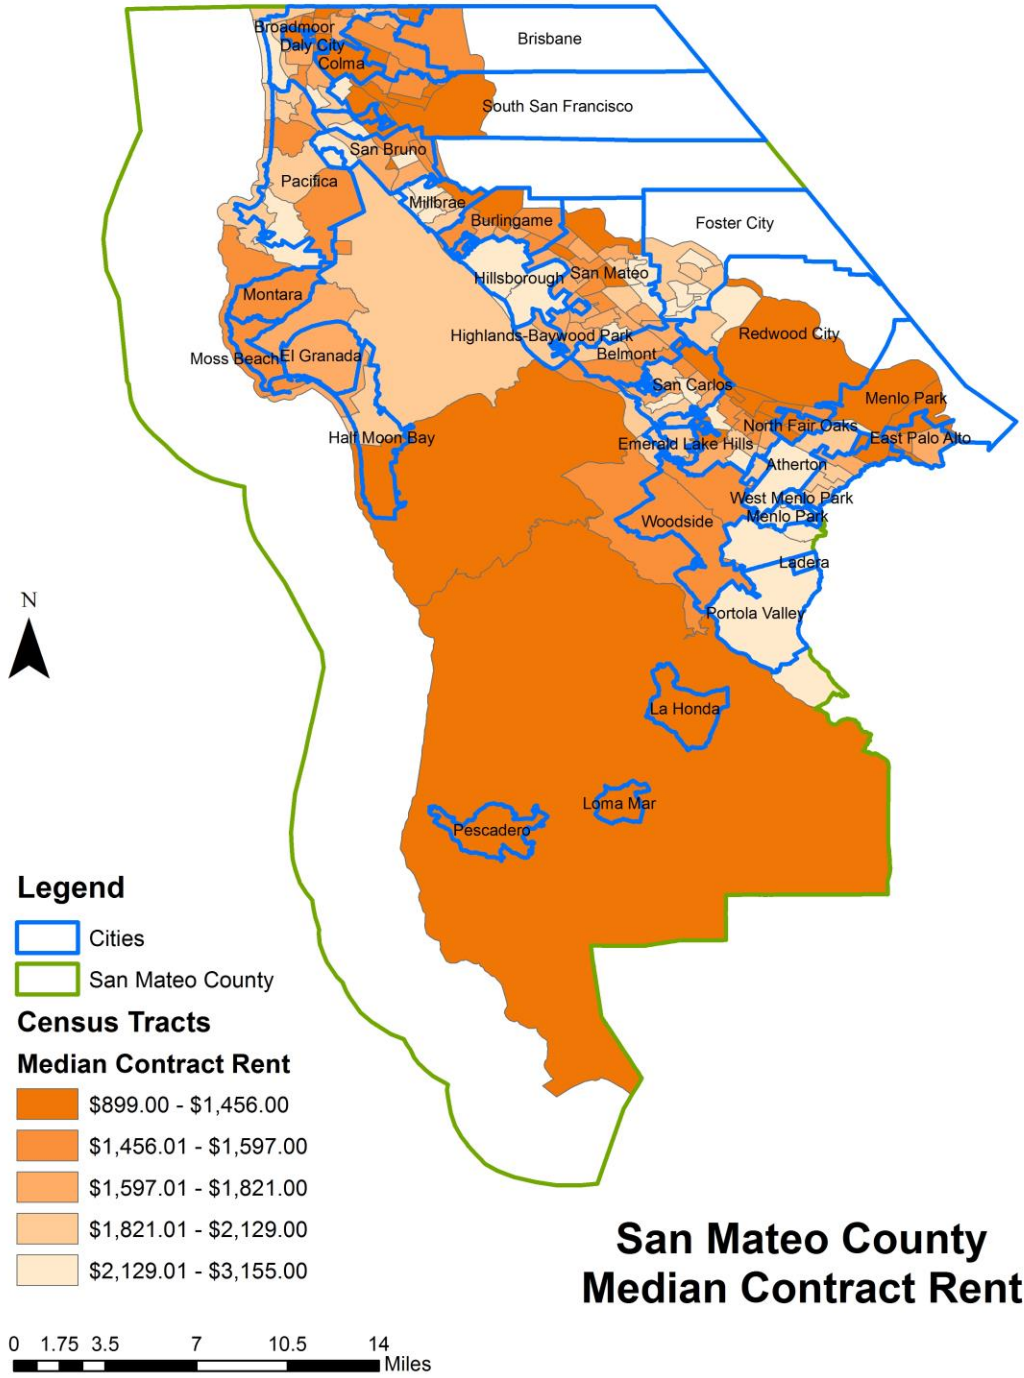 Broadmoor
Daly City
Colma
Brisbane
South San Francisco
San Bruno
Pacifica
Millbrae
Burlingame
Foster City
San Mateo
Hillsborough
Montara
Highlands-Baywood Park
Redwood City
Moss Beach
El Granada
Belmont
San Carlos
Menlo Park
Half Moon Bay
Emerald Lake Hills
North Fair Oaks
East Palo Alto
Atherton
West Menlo Park
Menlo Park
Woodside
Ladera
Portola Valley
N
La Honda
Loma Mar
Pescadero
Legend
Cities
San Mateo County
Census Tracts
Median Contract Rent
$899.00 - $1,456.00
$1,456.01 - $1,597.00
$1,597.01 - $1,821.00
$1,821.01 - $2,129.00
$2,129.01 - $3,155.00
San Mateo County
Median Contract Rent
0 1.75 3.5 7 10.5 14
Miles